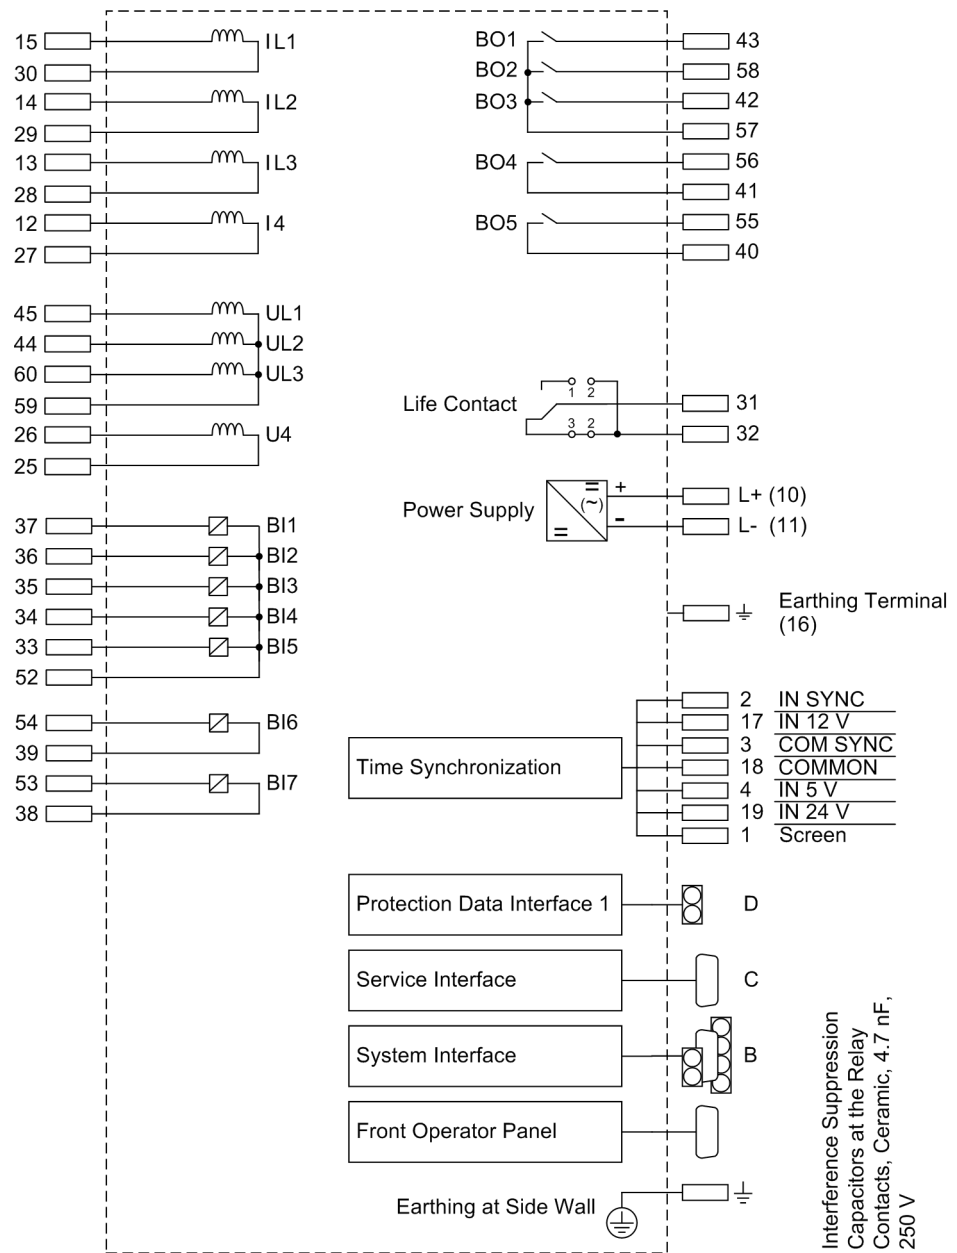 15 IL1
30
14 IL2
29
13 IL3
28
12 I4
27
45 UL1
44 UL2
60 UL3
59
26 U4
25
37 BI1
36 BI2
35 BI3
34 BI4
33 BI5
52
54 BI6
39
53 BI7
38
BO1 43
BO2 58
BO3 42
57
BO4 56
41
BO5 55
40
1 2
Life Contact 31
3 2
32
Power Supply
= + L+ (10)
(~)
= - L- (11)
Earthing Terminal
(16)
2 IN SYNC
17 IN 12 V
3 COM SYNC
Time Synchronization 18 COMMON
4 IN 5 V
19 IN 24 V
1 Screen
Protection Data Interface 1 D
Service Interface C
System Interface B
Front Operator Panel
Earthing at Side Wall
Interference Suppression
Capacitors at the Relay
Contacts, Ceramic, 4.7 nF,
250 V